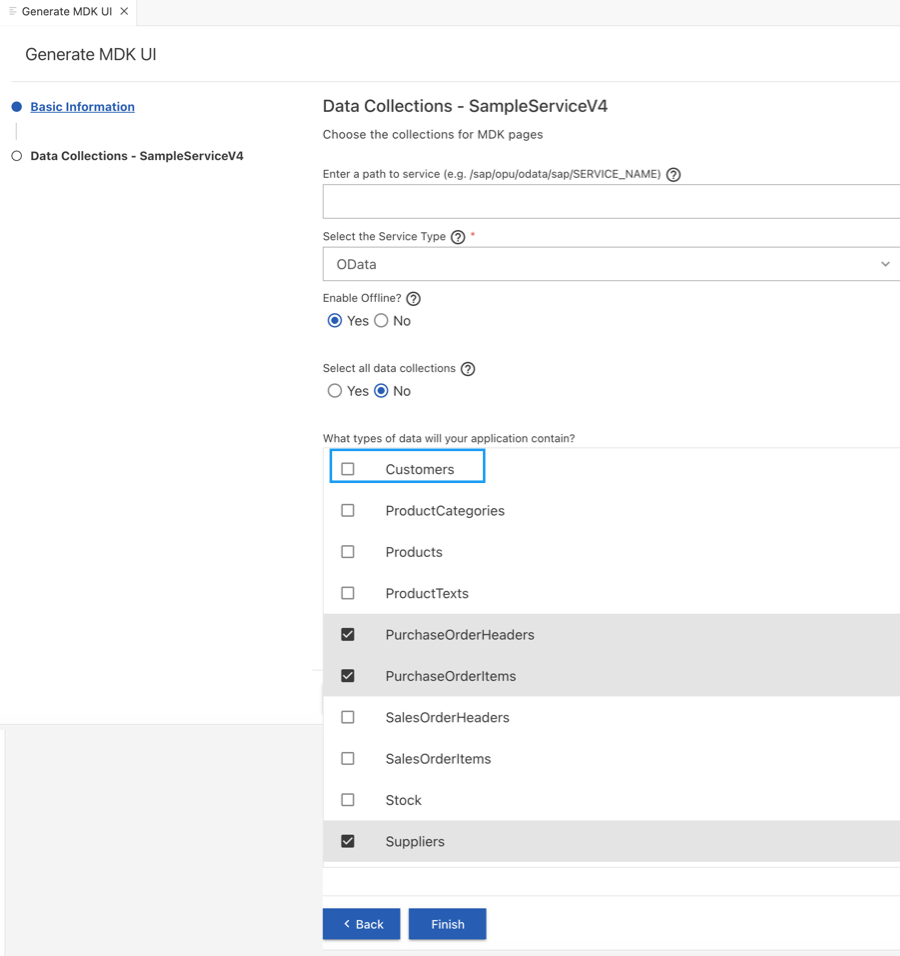 Generate MDK UI
Generate MDK UI
Basic Information
Data Collections - SampleServiceV4
Data Collections - SampleServiceV4
Choose the collections for MDK pages
Enter a path to service (e.g. /sap/opu/odata/sap/SERVICE_NAME)
Select the Service Type *
OData
Enable Offline?
Yes No
Select all data collections
Yes No
What types of data will your application contain?
Customers
ProductCategories
Products
ProductTexts
PurchaseOrderHeaders
PurchaseOrderItems
SalesOrderHeaders
SalesOrderItems
Stock
Suppliers
Back Finish